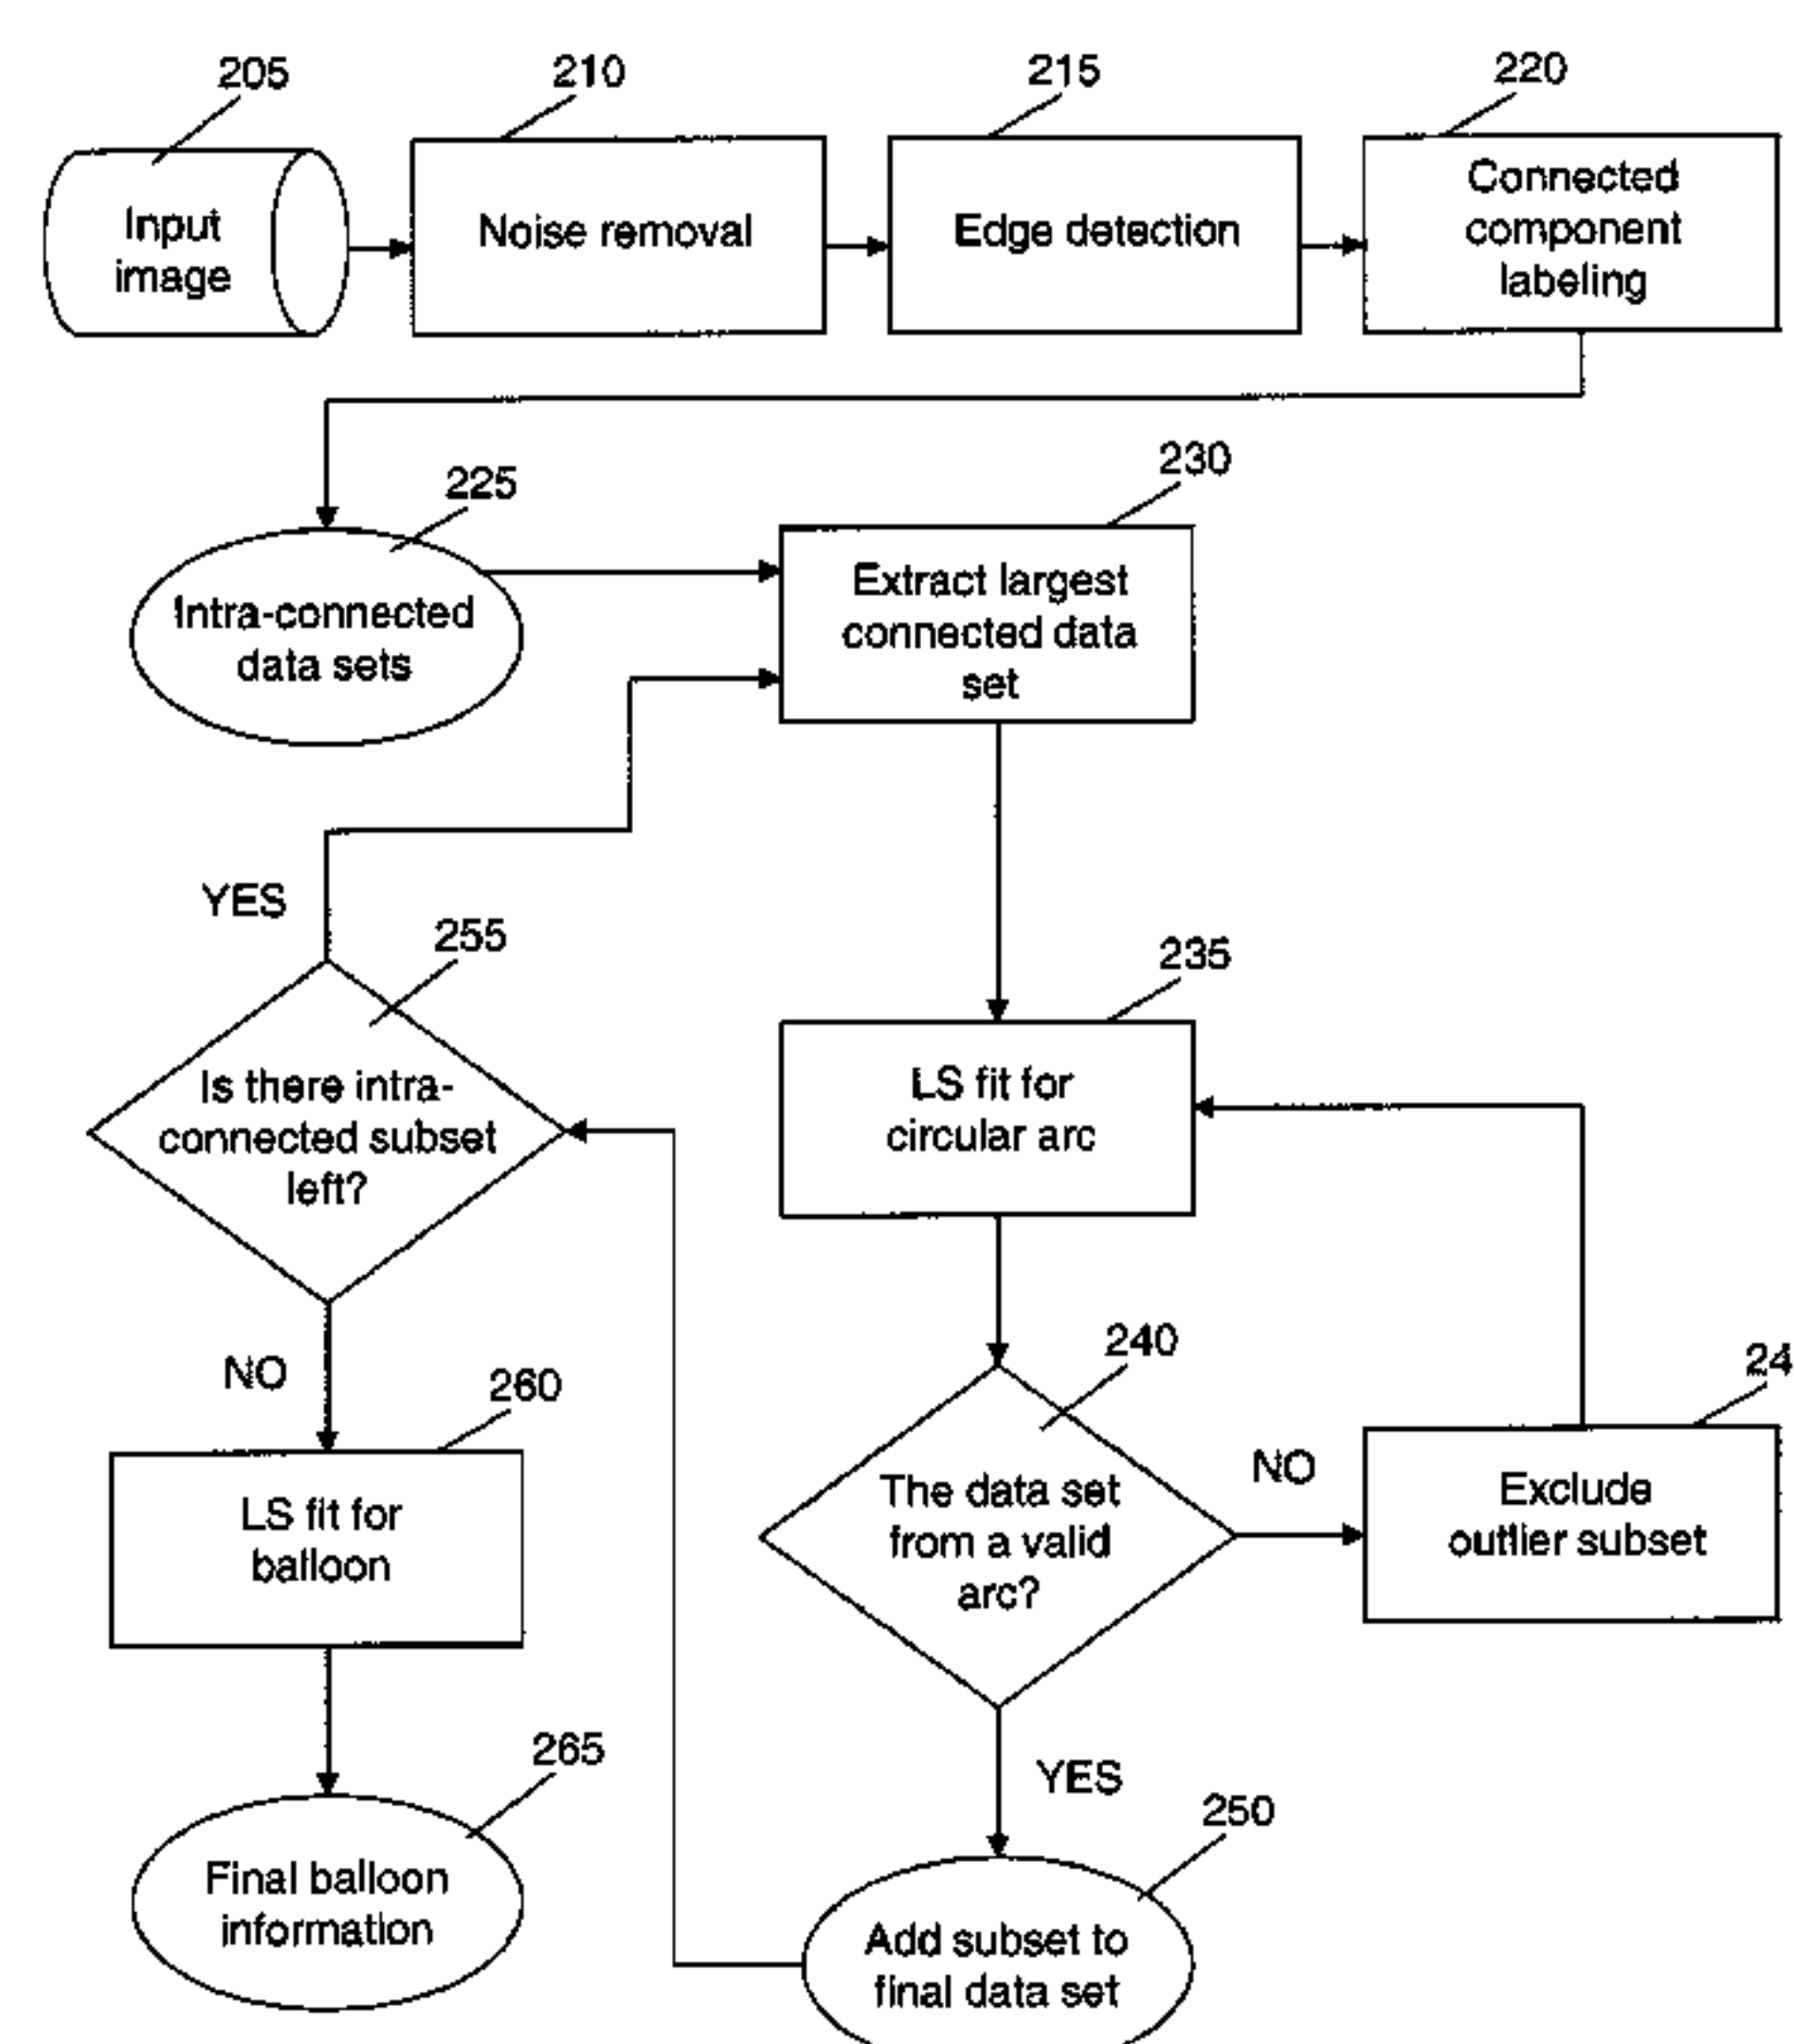 205
210
215
220
Input
image
Noise removal
Edge detection
Connected
component
labeling
225
230
Intra-connected
data sets
Extract largest
connected data
set
YES
255
235
Is there intra-
connected subset
left?
LS fit for
circular arc
NO
260
240
24
LS fit for
balloon
The data set
from a valid
arc?
NO
Exclude
outlier subset
265
YES
250
Final balloon
information
Add subset to
final data set